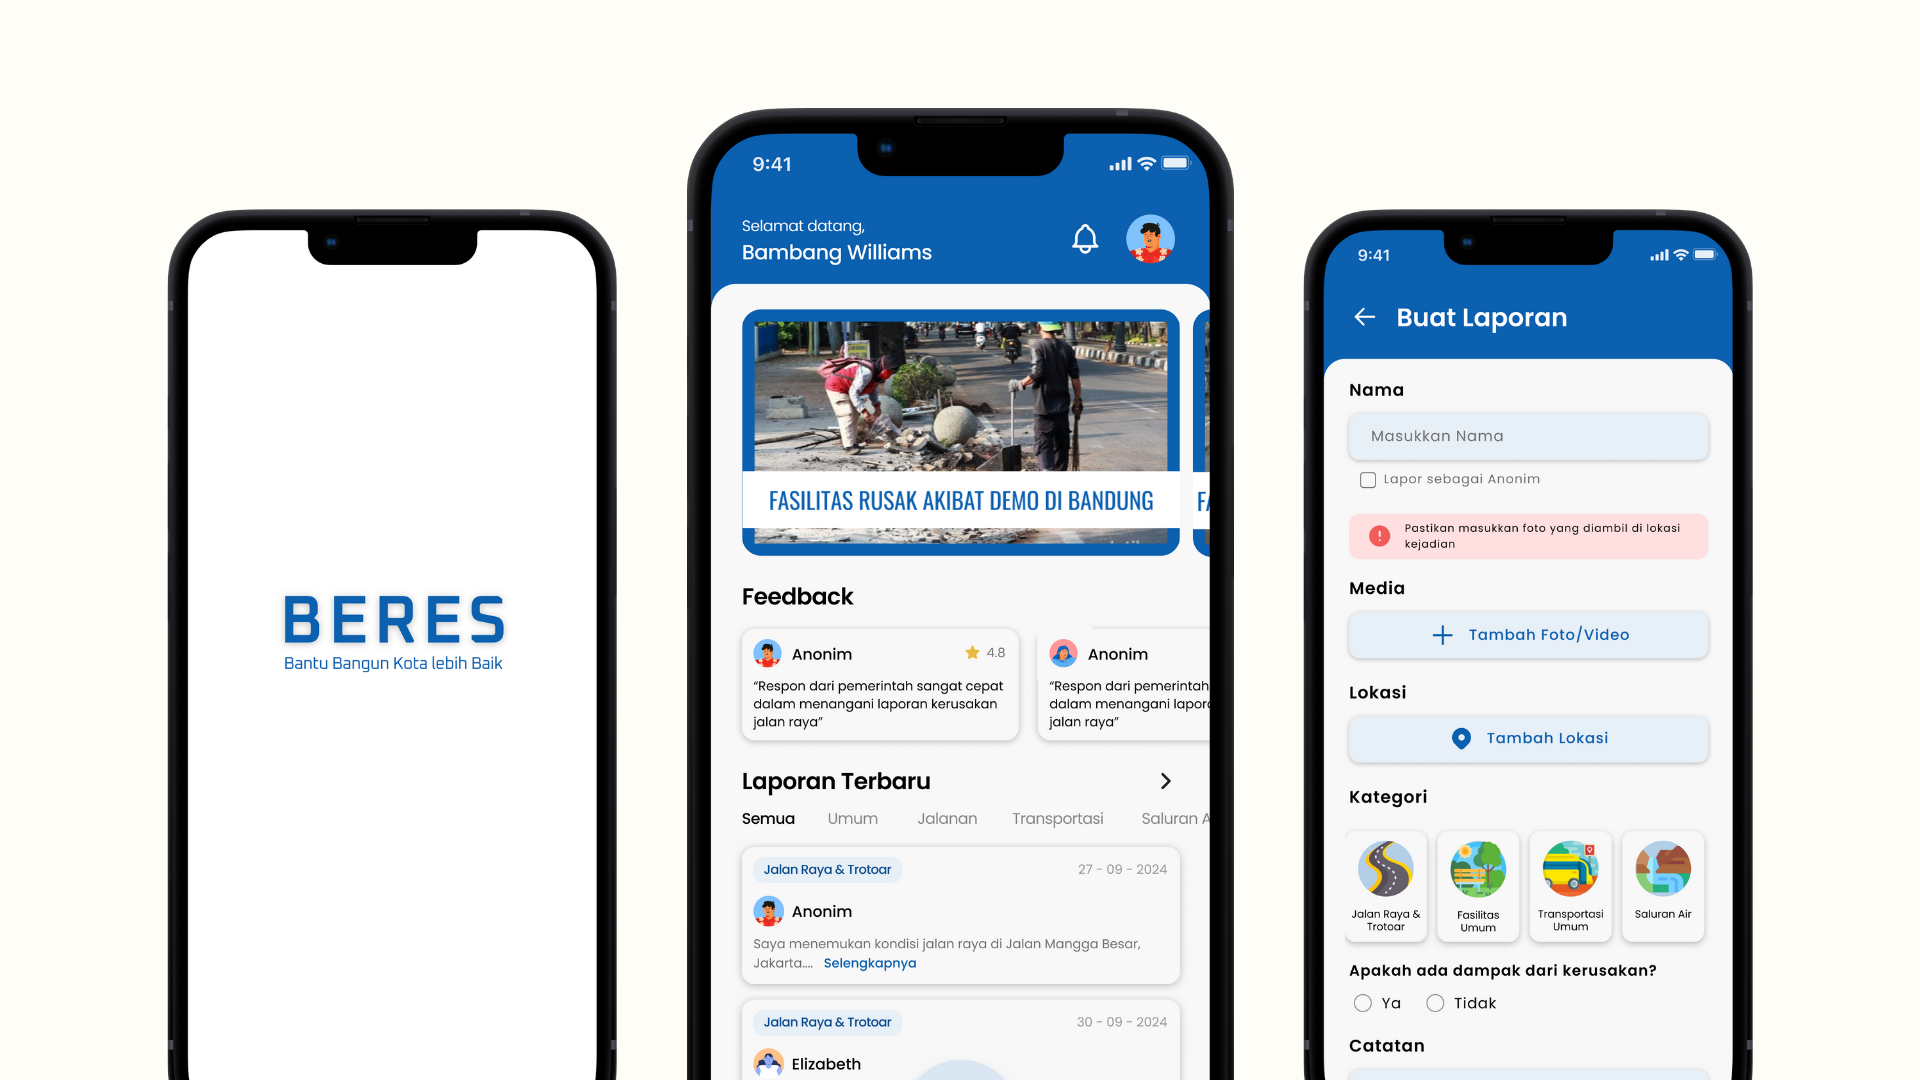 BERES
Bantu Bangun Kota lebih Baik
9:41
Selamat datang,
Bambang Williams
FASILITAS RUSAK AKIBAT DEMO DI BANDUNG
Feedback
Anonim
4.8
“Respon dari pemerintah sangat cepat
dalam menangani laporan kerusakan
jalan raya”
Anonim
“Respon dari pemerintah
dalam menangani lapor
jalan raya”
Laporan Terbaru
Semua Umum Jalanan Transportasi Saluran A
Jalan Raya & Trotoar
27 - 09 - 2024
Anonim
Saya menemukan kondisi jalan raya di Jalan Mangga Besar,
Jakarta.... Selengkapnya
Jalan Raya & Trotoar
30 - 09 - 2024
Elizabeth
9:41
Buat Laporan
Nama
Masukkan Nama
Lapor sebagai Anonim
Pastikan masukkan foto yang diambil di lokasi
kejadian
Media
Tambah Foto/Video
Lokasi
Tambah Lokasi
Kategori
Jalan Raya &
Trotoar
Fasilitas
Umum
Transportasi
Umum
Saluran Air
Apakah ada dampak dari kerusakan?
Ya Tidak
Catatan